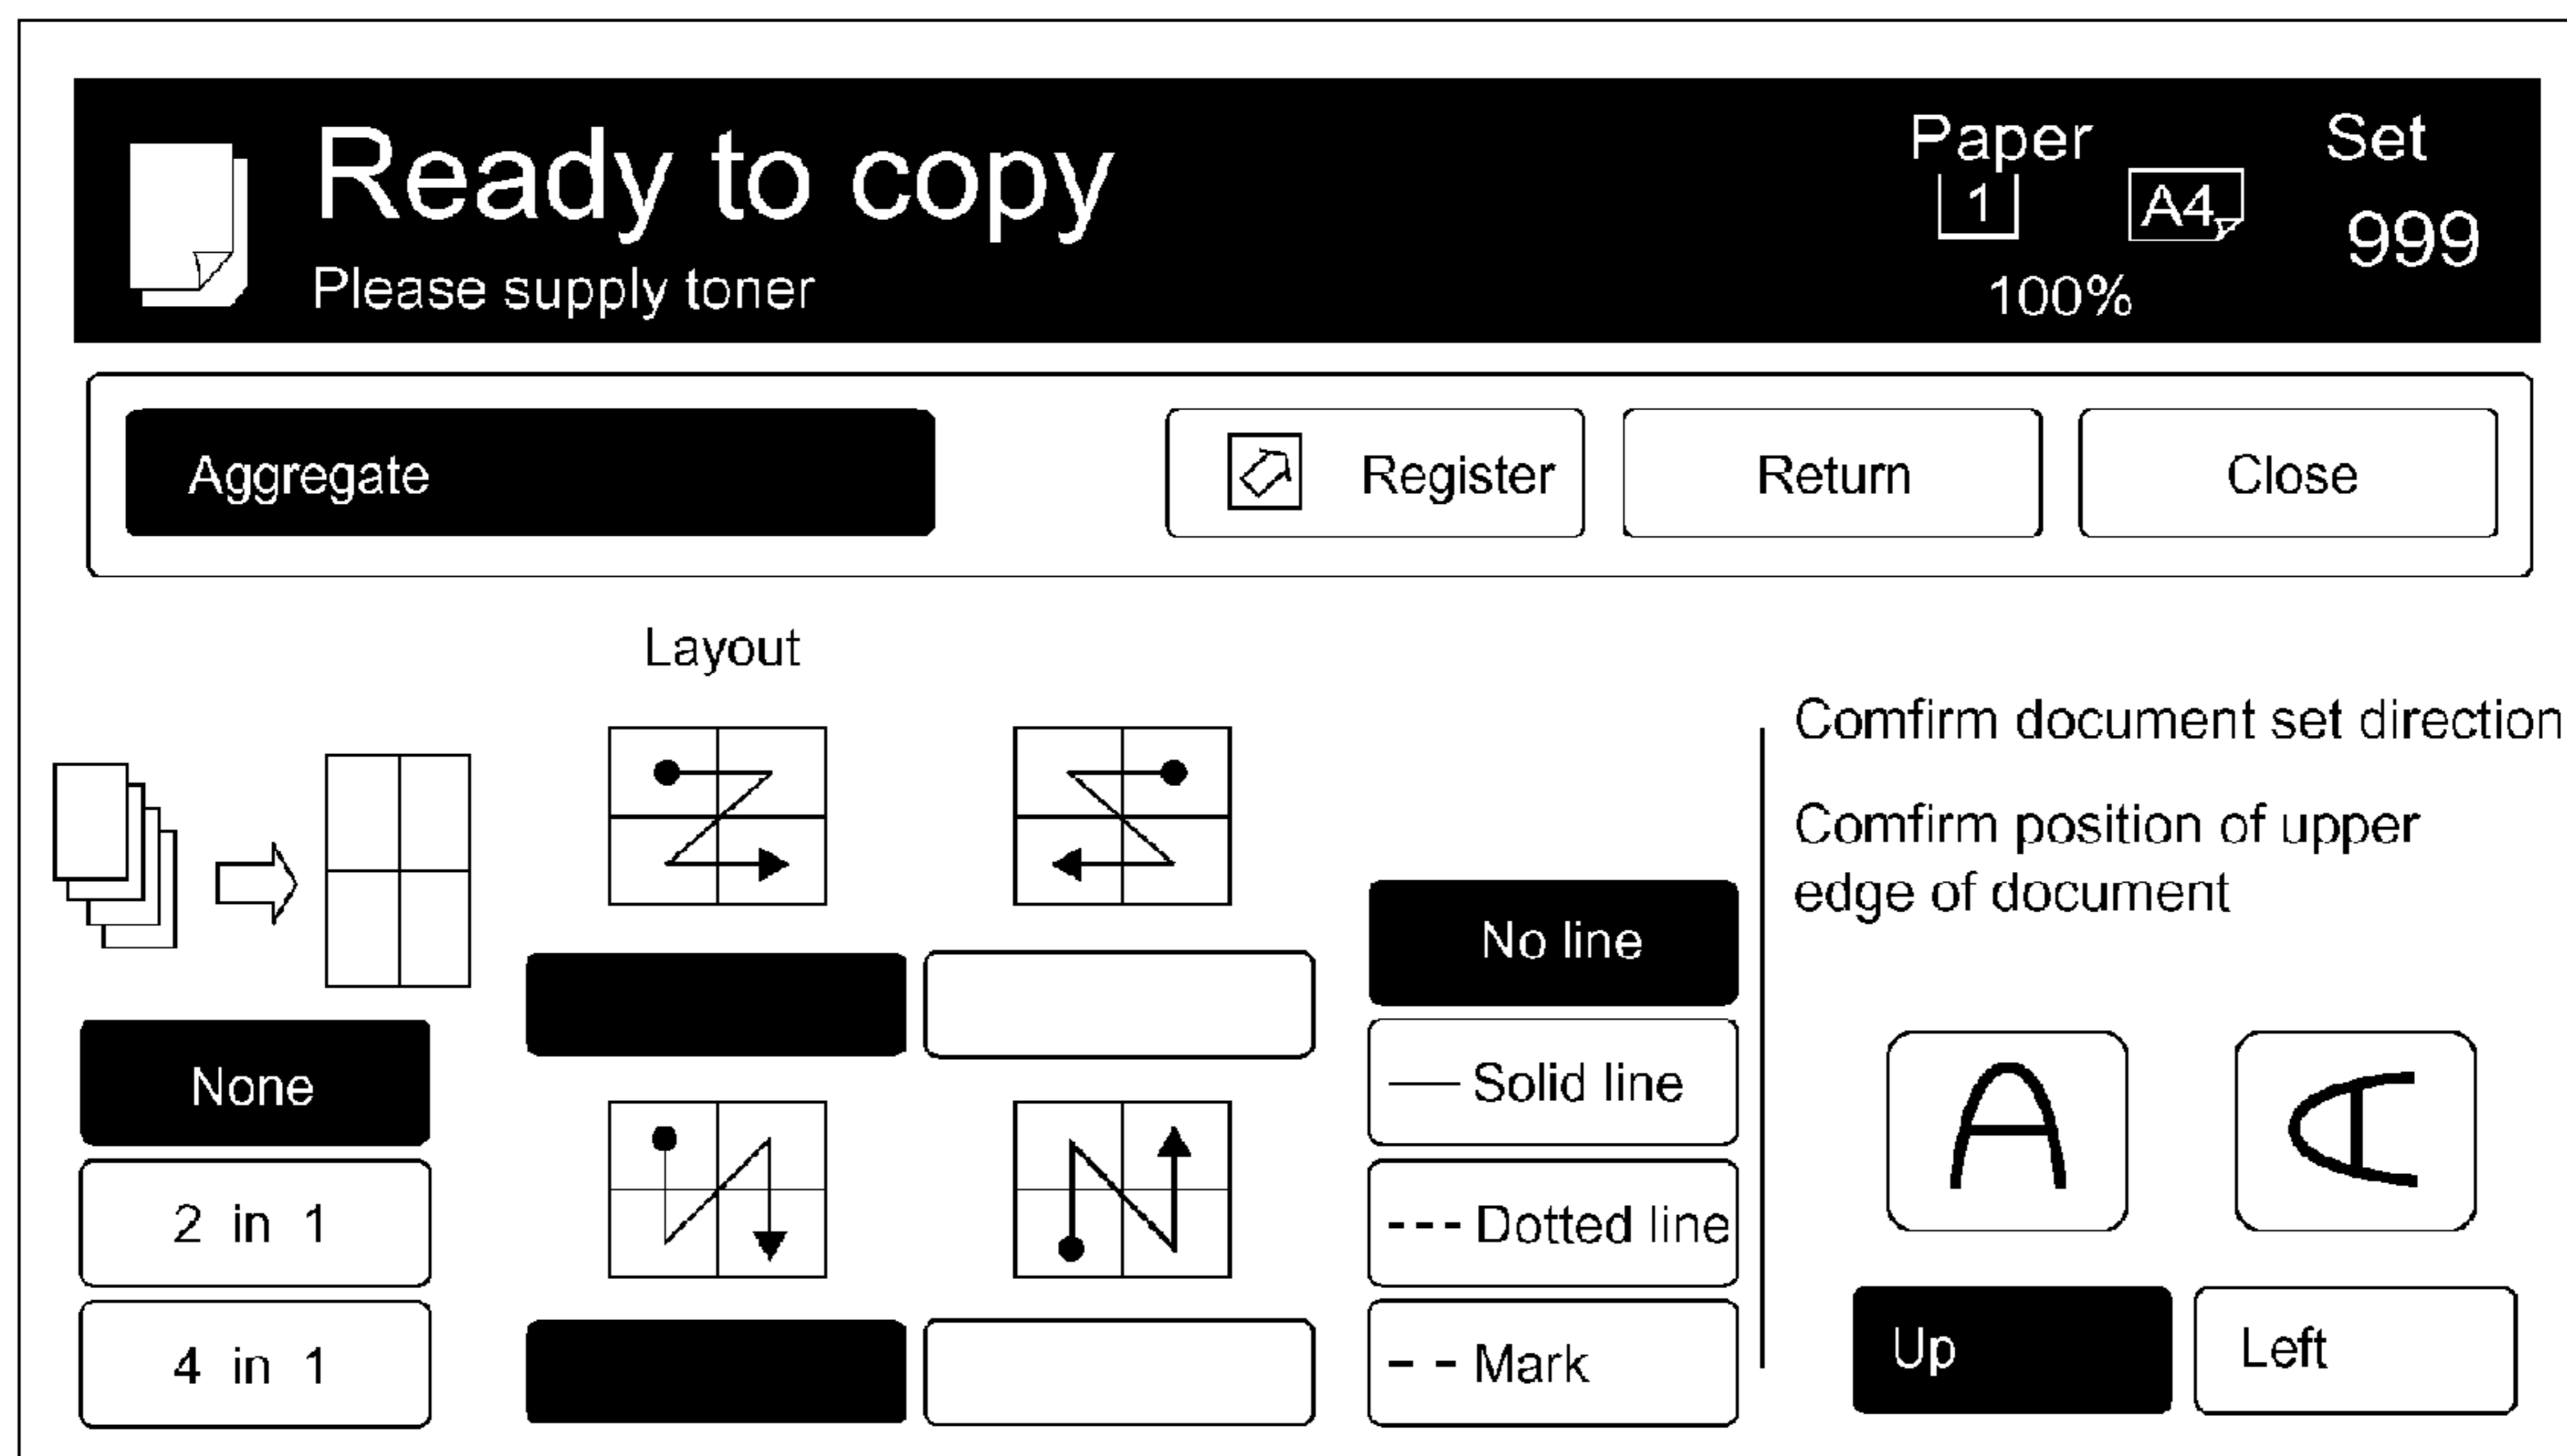 Ready to copy
Please supply toner
Paper
1
A4
100%
Set
999
Aggregate
Register
Return
Close
Layout
None
2 in 1
4 in 1
No line
Solid line
Dotted line
Mark
Comfirm document set direction
Comfirm position of upper
edge of document
A
A
Up
Left